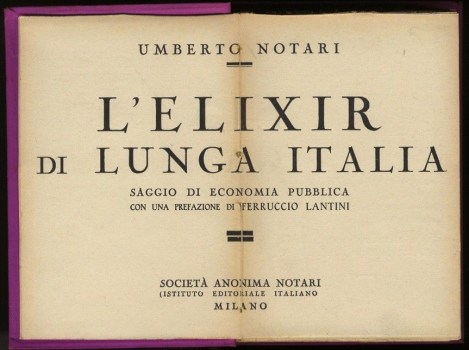 UMBERTO NOTARI
L'ELIXIR
DI LUNGA ITALIA
SAGGIO DI ECONOMIA PUBBLICA
CON UNA PREFAZIONE DI FERRUCCIO LANTINI
SOCIETÀ ANONIMA NOTARI
(ISTITUTO EDITORIALE ITALIANO
MILANO